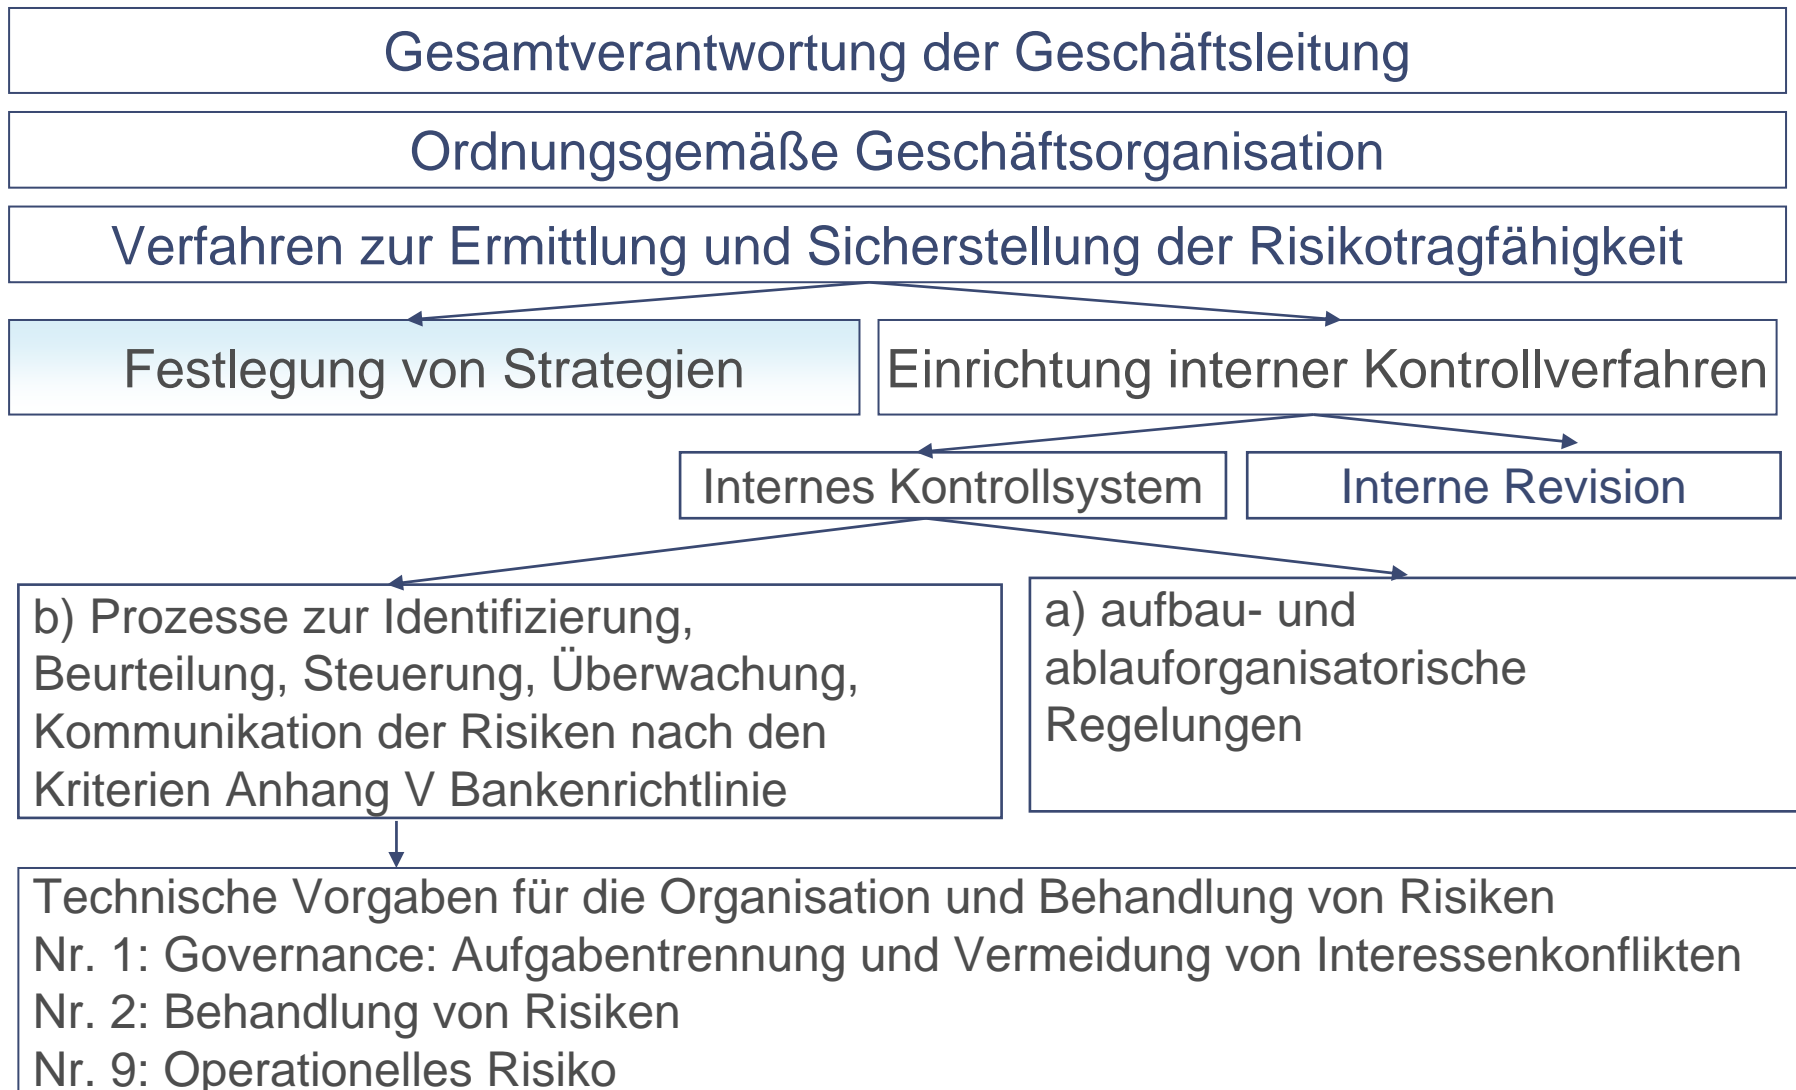 Gesamtverantwortung der Geschäftsleitung
Ordnungsgemäße Geschäftsorganisation
Verfahren zur Ermittlung und Sicherstellung der Risikotragfähigkeit
Festlegung von Strategien
Einrichtung interner Kontrollverfahren
Internes Kontrollsystem
Interne Revision
b) Prozesse zur Identifizierung,
Beurteilung, Steuerung, Überwachung,
Kommunikation der Risiken nach den
Kriterien Anhang V Bankenrichtlinie
a) aufbau- und
ablauforganisatorische
Regelungen
Technische Vorgaben für die Organisation und Behandlung von Risiken
Nr. 1: Governance: Aufgabentrennung und Vermeidung von Interessenkonflikten
Nr. 2: Behandlung von Risiken
Nr. 9: Operationelles Risiko